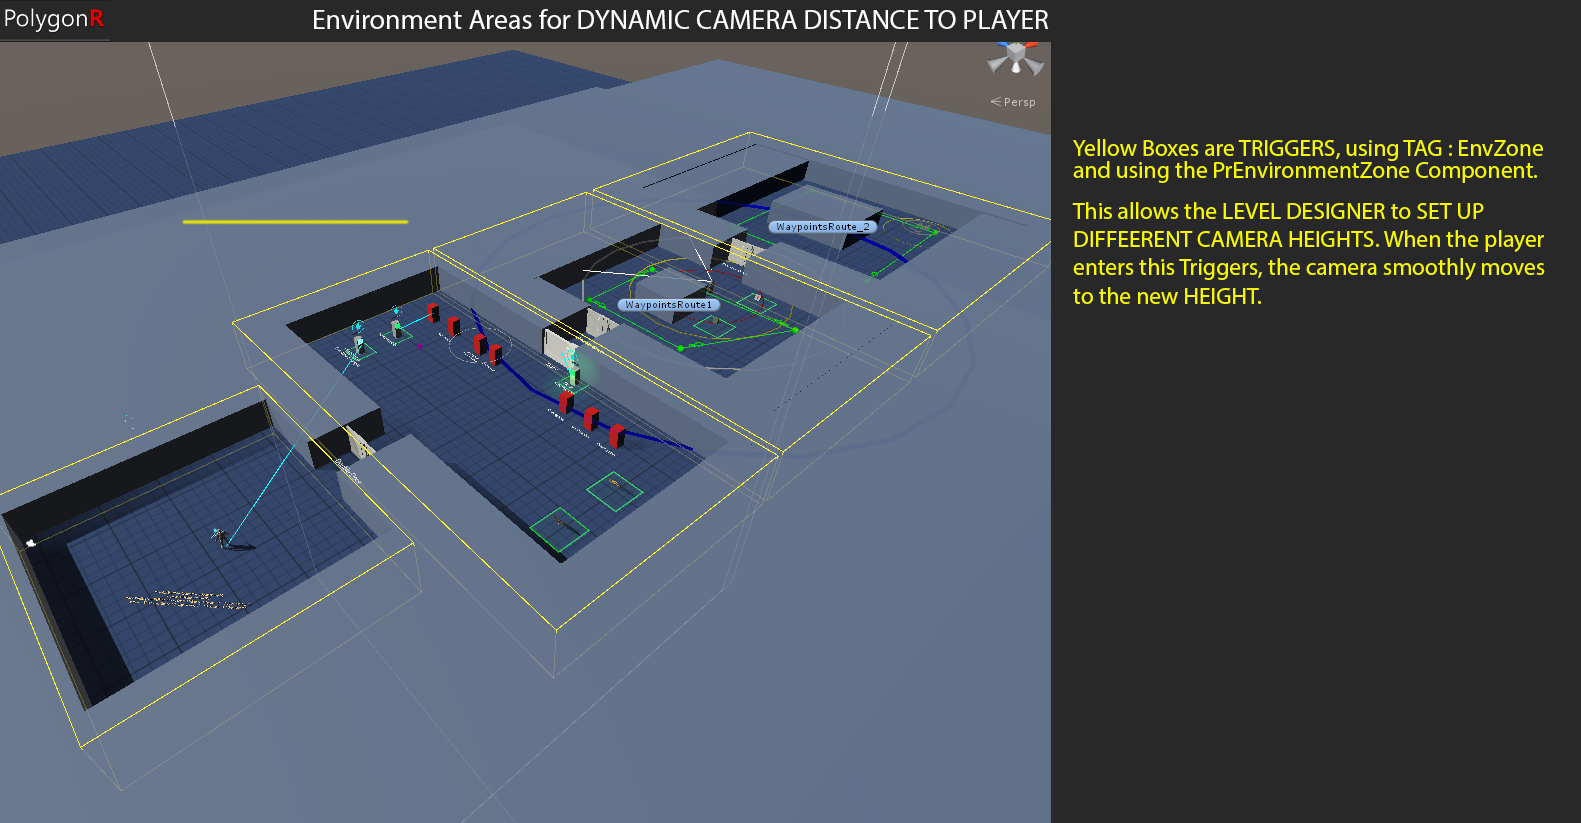 PolygonR
Environment Areas for DYNAMIC CAMERA DISTANCE TO PLAYER
Persp
Yellow Boxes are TRIGGERS, using TAG : EnvZone
and using the PrEnvironmentZone Component.
This allows the LEVEL DESIGNER to SET UP
DIFFEERENT CAMERA HEIGHTS. When the player
enters this Triggers, the camera smoothly moves
to the new HEIGHT.
WaypointsRoute_2
WaypointsRoute1